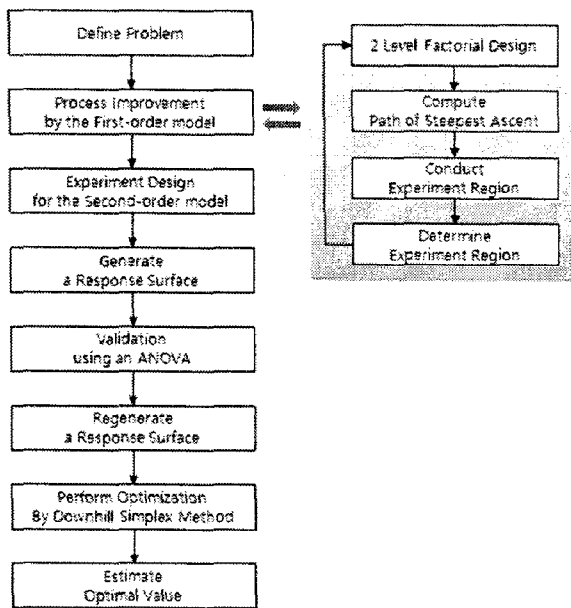 Define Problem
Process Improvement
by the First-order model
Experiment Design
for the Second-order model
Generate
a Response Surface
Validation
using an ANOVA
Regenerate
a Response Surface
Perform Optimization
By Downhill Simplex Method
Estimate
Optimal Value
2 Level Factorial Design
Compute
Path of Steepest Ascent
Conduct
Experiment Region
Determine
Experiment Region